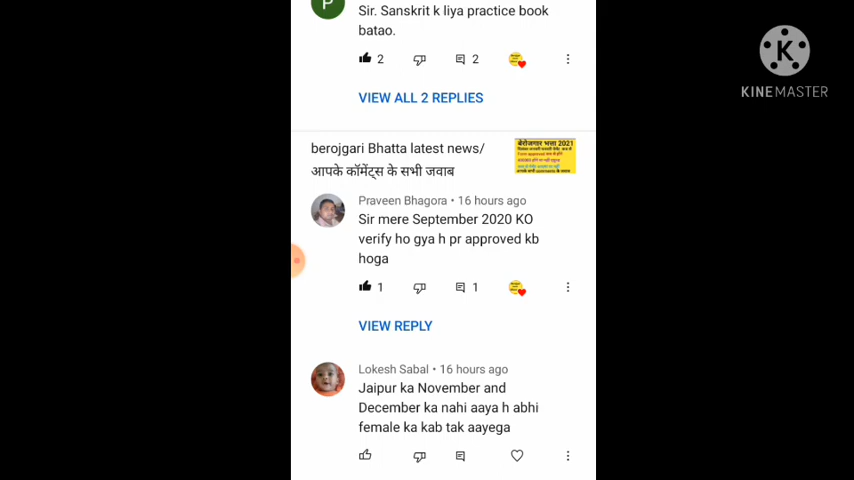 P
Sir. Sanskrit k liya practice book
batao.
2
2
VIEW ALL 2 REPLIES
berojgari Bhatta latest news/
आपके कॉमेंट्स के सभी जवाब
बेरोजगार भत्ता 2021
Praveen Bhagora • 16 hours ago
Sir mere September 2020 KO
verify ho gya h pr approved kb
hoga
1
1
VIEW REPLY
Lokesh Sabal • 16 hours ago
Jaipur ka November and
December ka nahi aaya h abhi
female ka kab tak aayega
K
KINEMASTER